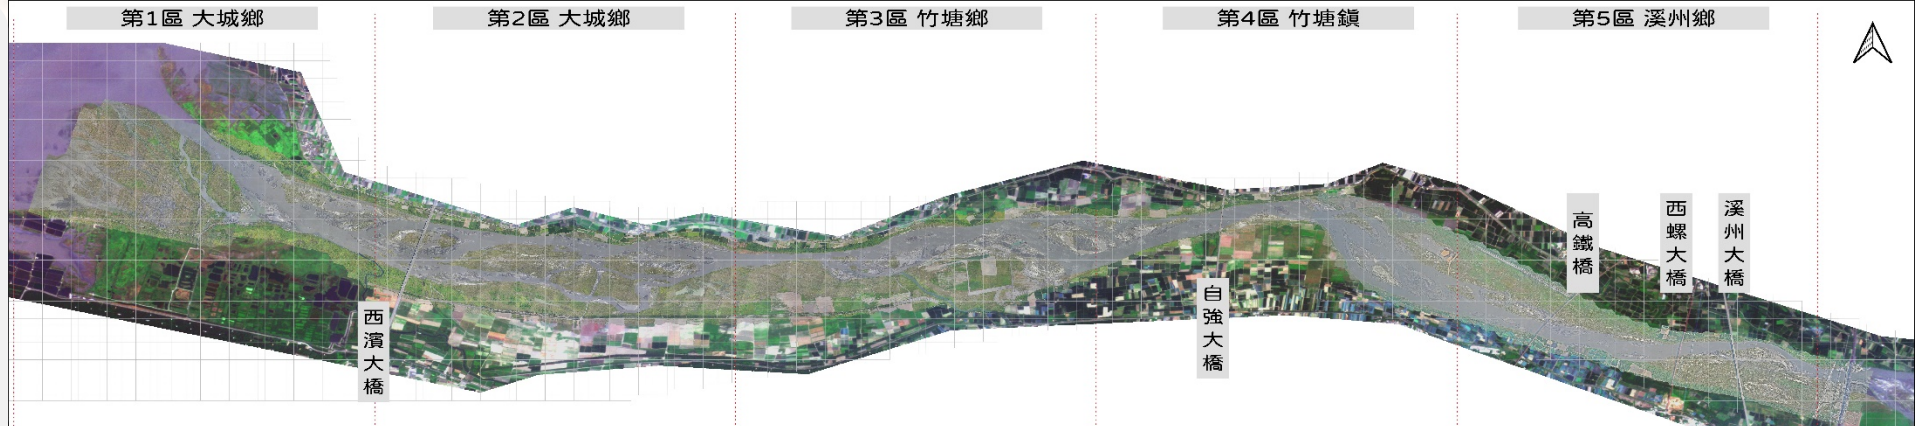 第1區 大城鄉
第2區 大城鄉
第3區 竹塘鄉
第4區 竹塘鎮
第5區 溪州鄉
西濱大橋
自強大橋
高鐵橋
西螺大橋
溪州大橋